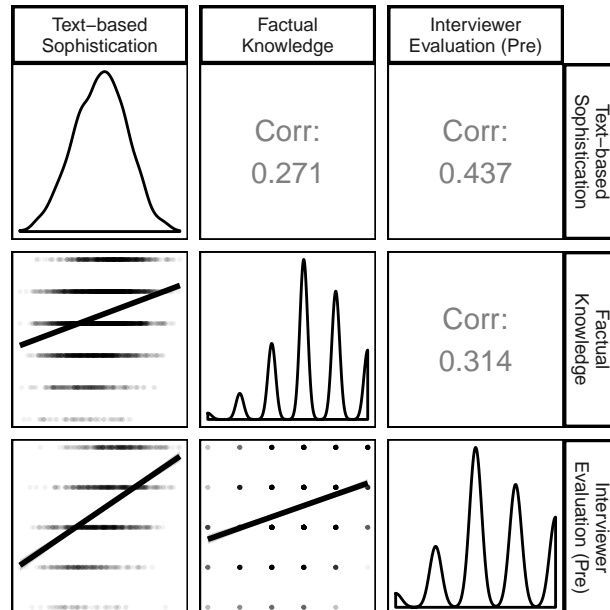 Text–based
Sophistication
Factual
Knowledge
Interviewer
Evaluation (Pre)
Corr:
0.271
Corr:
0.437
Text–based
Sophistication
Corr:
0.314
Factual
Knowledge
Interviewer
Evaluation (Pre)